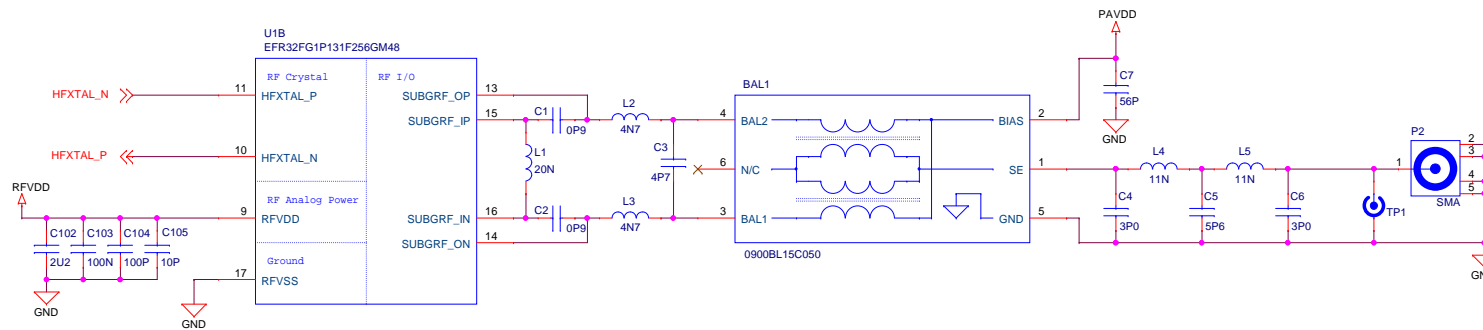 PAVDD
U1B
EFR32FG1P131F256GM48
RF Crystal
RF I/O
HFXTAL_N
11
HFXTAL_P
SUBGRF_OP
13
SUBGRF_IP
15
C1
0P9
L2
4N7
BAL1
4
BAL2
BIAS
2
C7
56P
GND
HFXTAL_P
10
HFXTAL_N
L1
20N
C3
4P7
6
N/C
SE
1
L4
11N
L5
11N
P2
1
2
3
4
5
SMA
RFVDD
RF Analog Power
9
RFVDD
SUBGRF_IN
16
SUBGRF_ON
14
C2
0P9
L3
4N7
3
BAL1
GND
5
C4
3P0
C5
5P6
C6
3P0
TP1
C102
2U2
C103
100N
C104
100P
C105
10P
GND
Ground
17
RFVSS
GND
0900BL15C050